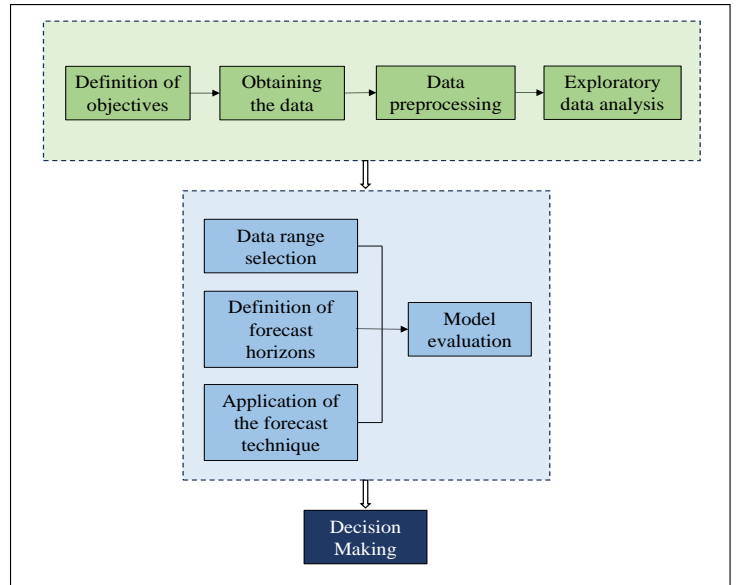 Definition of
objectives
Obtaining
the data
Data
preprocessing
Exploratory
data analysis
Data range
selection
Definition of
forecast
horizons
Application of
the forecast
technique
Model
evaluation
Decision
Making